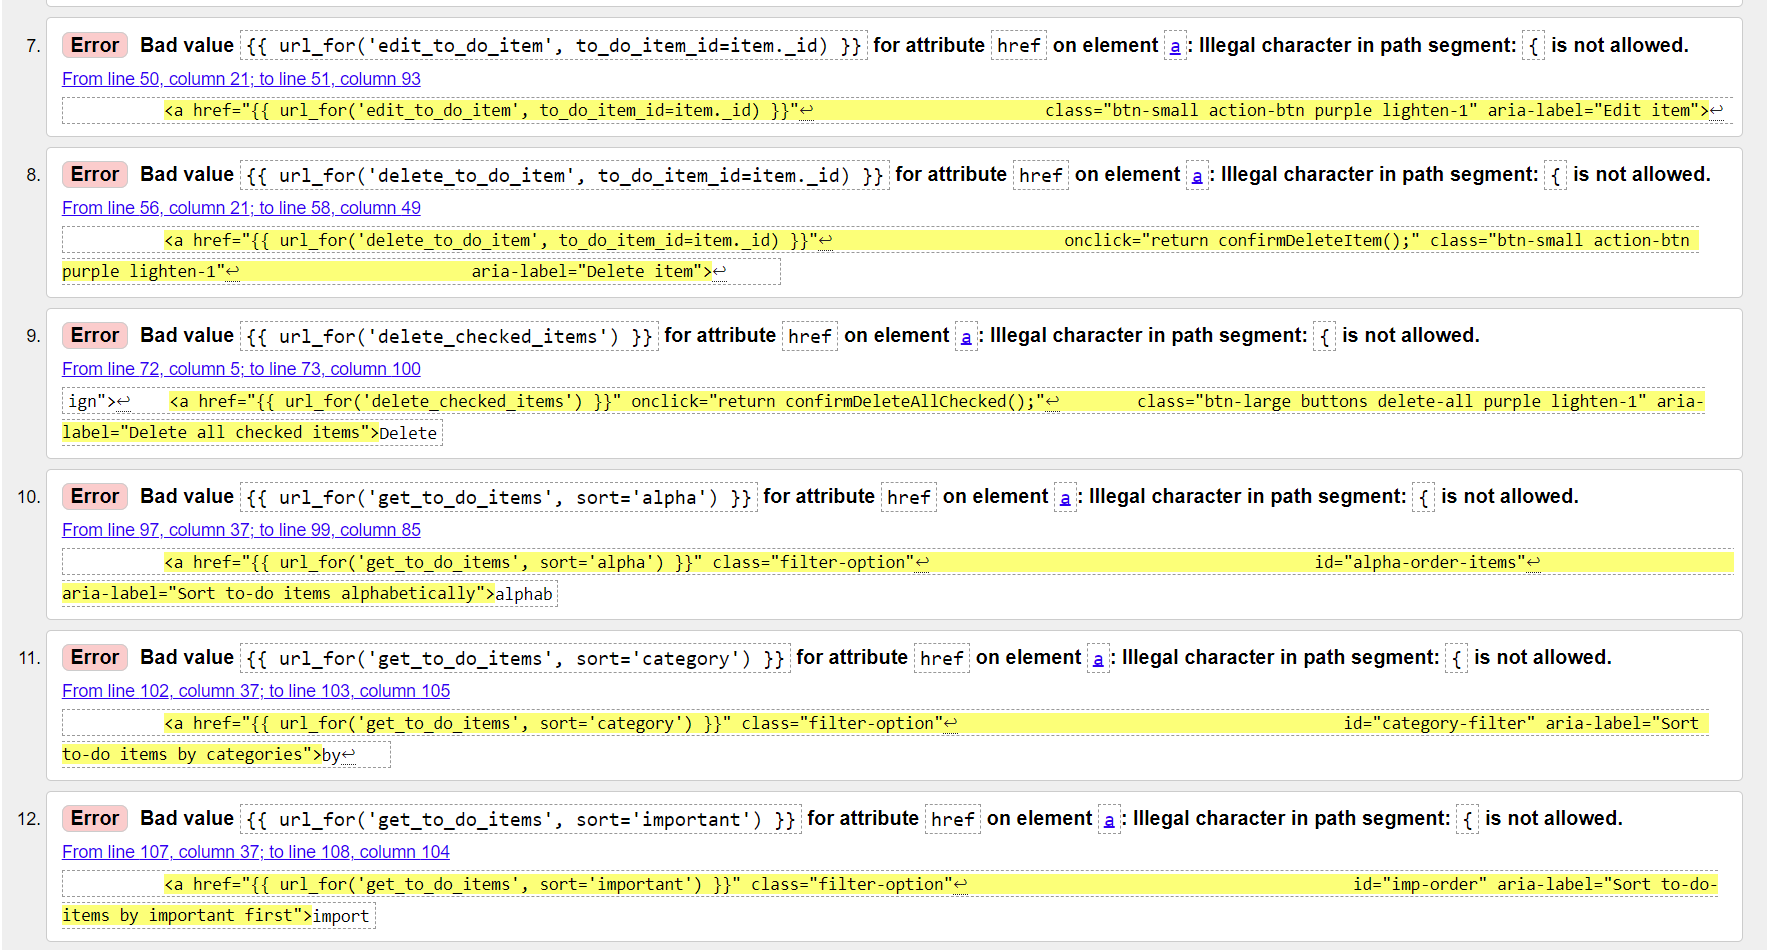 7. Error Bad value {{ url_for('edit_to_do_item', to_do_item_id=item._id) }} for attribute href on element a: Illegal character in path segment: { is not allowed.
From line 50, column 21; to line 51, column 93
<a href="{{ url_for('edit_to_do_item', to_do_item_id=item._id) }}"↩ class="btn-small action-btn purple lighten-1" aria-label="Edit item">↩
8. Error Bad value {{ url_for('delete_to_do_item', to_do_item_id=item._id) }} for attribute href on element a: Illegal character in path segment: { is not allowed.
From line 56, column 21; to line 58, column 49
<a href="{{ url_for('delete_to_do_item', to_do_item_id=item._id) }}"↩ onclick="return confirmDeleteItem();" class="btn-small action-btn
purple lighten-1"↩ aria-label="Delete item">↩
9. Error Bad value {{ url_for('delete_checked_items') }} for attribute href on element a: Illegal character in path segment: { is not allowed.
From line 72, column 5; to line 73, column 100
ign">↩ <a href="{{ url_for('delete_checked_items') }}" onclick="return confirmDeleteAllChecked();"↩ class="btn-large buttons delete-all purple lighten-1" aria-
label="Delete all checked items">Delete
10. Error Bad value {{ url_for('get_to_do_items', sort='alpha') }} for attribute href on element a: Illegal character in path segment: { is not allowed.
From line 97, column 37; to line 99, column 85
<a href="{{ url_for('get_to_do_items', sort='alpha') }}" class="filter-option"↩ id="alpha-order-items"↩
aria-label="Sort to-do items alphabetically">alphab
11. Error Bad value {{ url_for('get_to_do_items', sort='category') }} for attribute href on element a: Illegal character in path segment: { is not allowed.
From line 102, column 37; to line 103, column 105
<a href="{{ url_for('get_to_do_items', sort='category') }}" class="filter-option"↩ id="category-filter" aria-label="Sort
to-do items by categories">by↩
12. Error Bad value {{ url_for('get_to_do_items', sort='important') }} for attribute href on element a: Illegal character in path segment: { is not allowed.
From line 107, column 37; to line 108, column 104
<a href="{{ url_for('get_to_do_items', sort='important') }}" class="filter-option"↩ id="imp-order" aria-label="Sort to-do-
items by important first">import